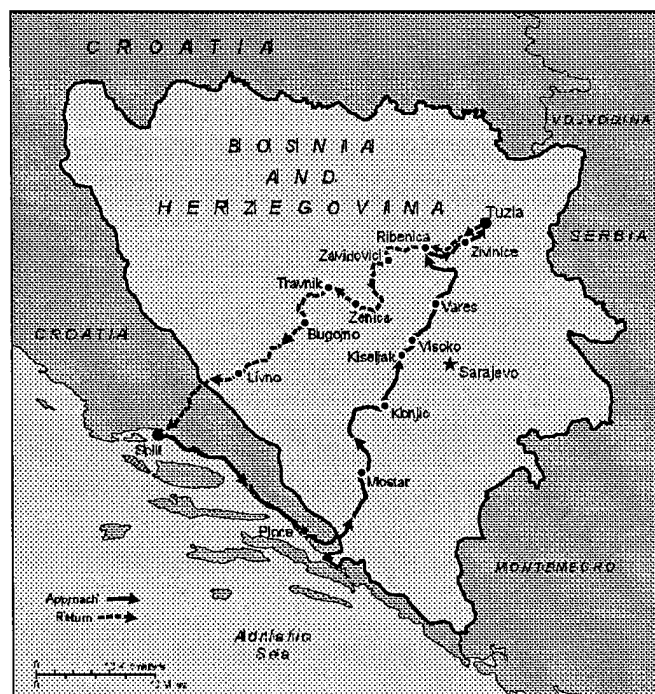 CROATIA
VOJVODINA
BOSNIA
AND
HERZEGOVINA
Tuzla
SERBIA
Ribenica
Zivinice
Zavidovici
Travnik
Vares
Zenica
CROATIA
Bugojno
Visoko
Kiseljak
Sarajevo
Livno
Konjic
Split
Mostar
Ploce
MONTENEGRO
Approach
Return
Adriatic
Sea